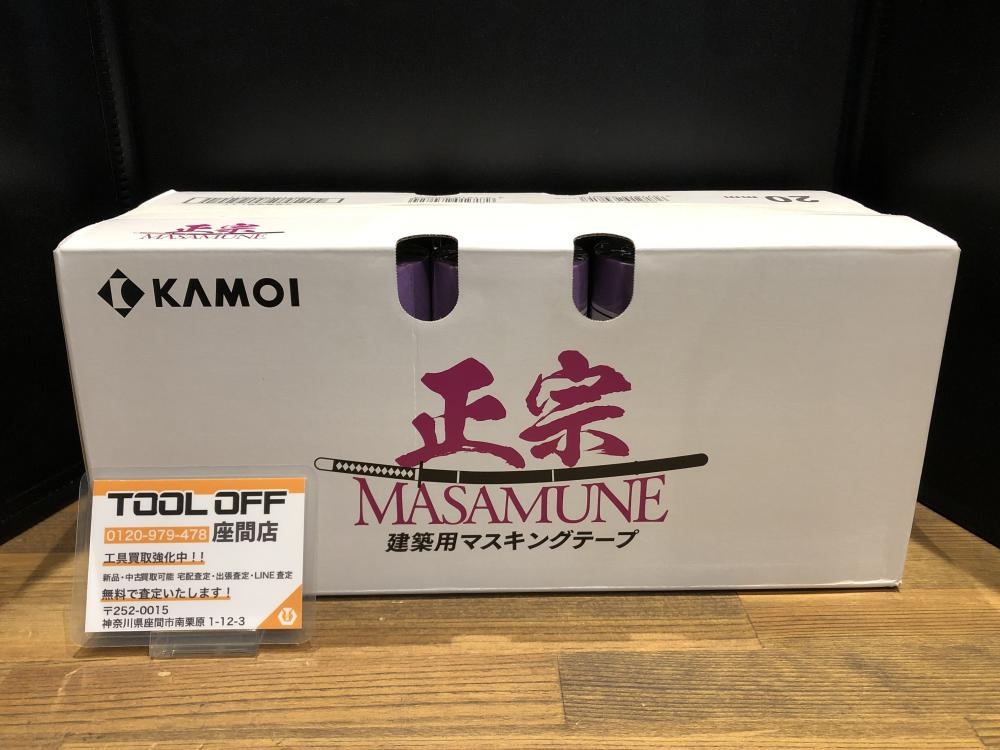 20 mm
正宗
MASAMUNE
KAMOI
正宗
MASAMUNE
建築用マスキングテープ
TOOL OFF
0120-979-478 座間店
工具買取強化中！！
新品・中古買取可能 宅配査定・出張査定・LINE査定
無料で査定いたします！
〒252-0015
神奈川県座間市南栗原 1-12-3